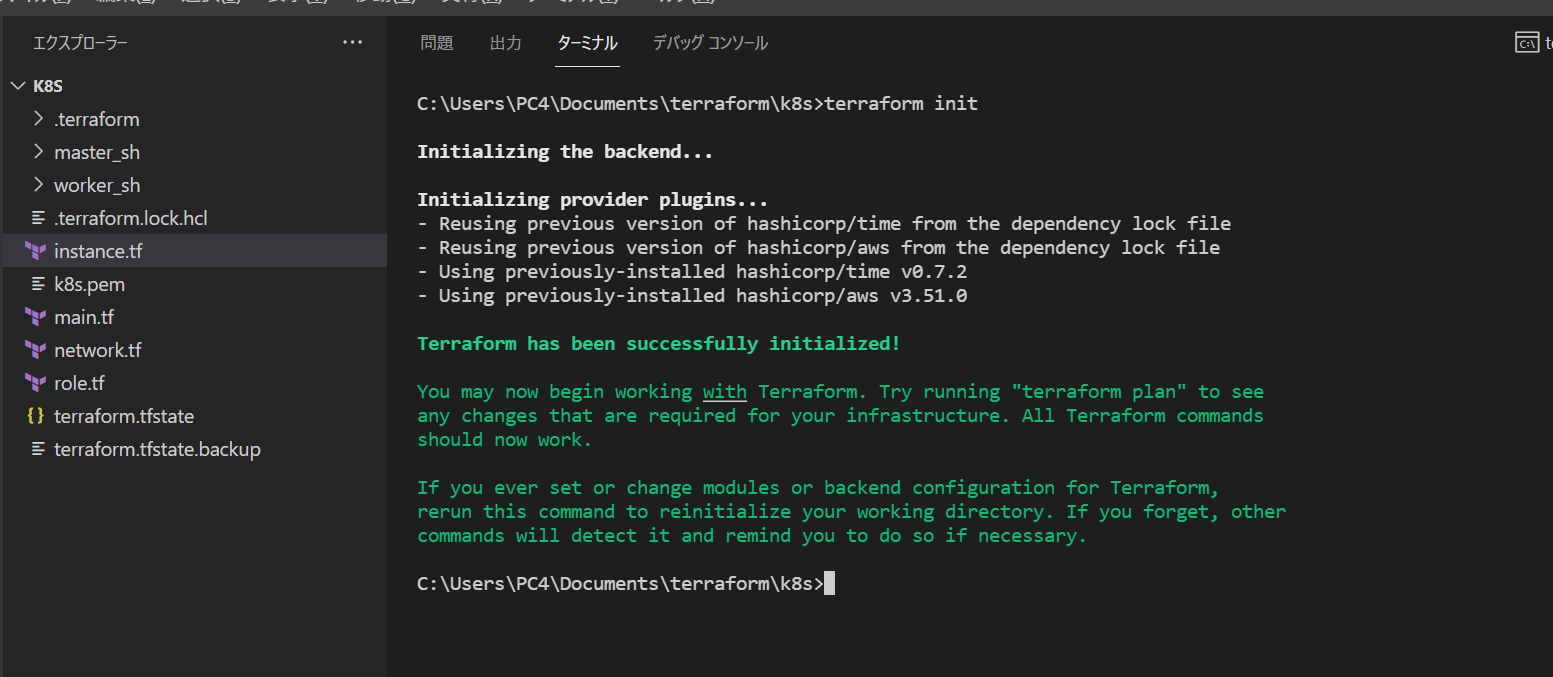 エクスプローラー
K8S
.terraform
master_sh
worker_sh
.terraform.lock.hcl
instance.tf
k8s.pem
main.tf
network.tf
role.tf
terraform.tfstate
terraform.tfstate.backup
問題 出力 ターミナル デバッグ コンソール
C:\Users\PC4\Documents\terraform\k8s>terraform init
Initializing the backend...
Initializing provider plugins...
- Reusing previous version of hashicorp/time from the dependency lock file
- Reusing previous version of hashicorp/aws from the dependency lock file
- Using previously-installed hashicorp/time v0.7.2
- Using previously-installed hashicorp/aws v3.51.0
Terraform has been successfully initialized!
You may now begin working with Terraform. Try running "terraform plan" to see
any changes that are required for your infrastructure. All Terraform commands
should now work.
If you ever set or change modules or backend configuration for Terraform,
rerun this command to reinitialize your working directory. If you forget, other
commands will detect it and remind you to do so if necessary.
C:\Users\PC4\Documents\terraform\k8s>